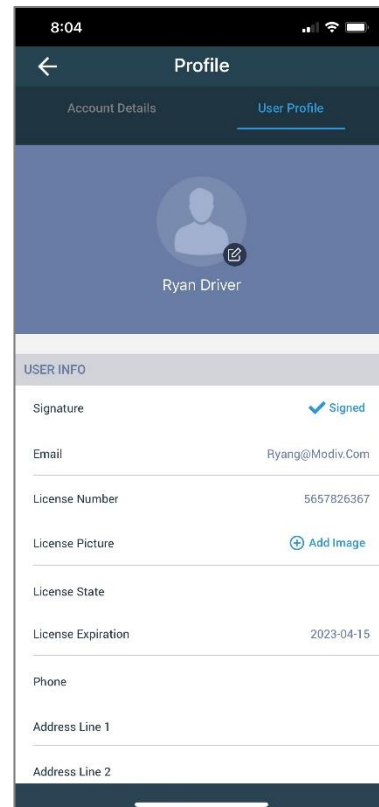 8:04
Profile
Account Details User Profile
Ryan Driver
USER INFO
Signature Signed
Email Ryang@Modiv.Com
License Number 5657826367
License Picture Add Image
License State
License Expiration 2023-04-15
Phone
Address Line 1
Address Line 2